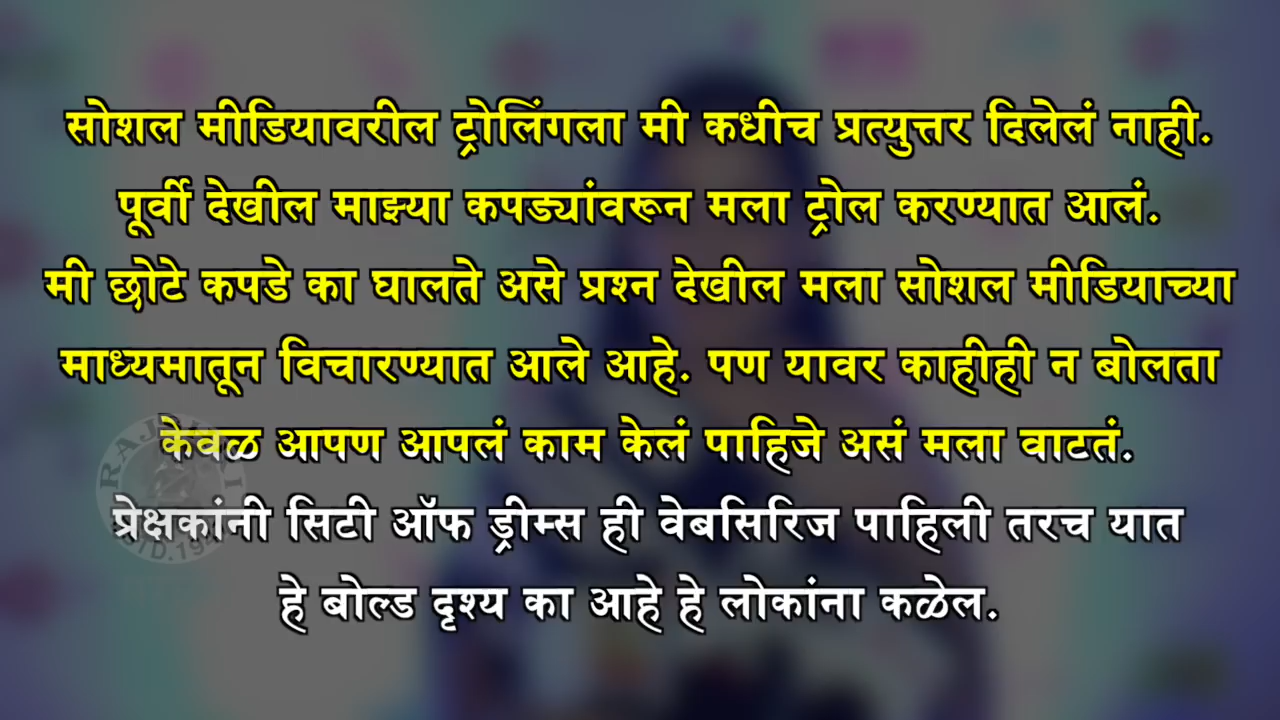 सोशल मीडियावरील ट्रोलिंगला मी कधीच प्रत्युत्तर दिलेलं नाही.
पूर्वी देखील माझ्या कपड्यांवरून मला ट्रोल करण्यात आलं.
मी छोटे कपडे का घालते असे प्रश्न देखील मला सोशल मीडियाच्या
माध्यमातून विचारण्यात आले आहे. पण यावर काहीही न बोलता
केवळ आपण आपलं काम केलं पाहिजे असं मला वाटतं.
प्रेक्षकांनी सिटी ऑफ ड्रीम्स ही वेबसिरिज पाहिली तरच यात
हे बोल्ड दृश्य का आहे हे लोकांना कळेल.